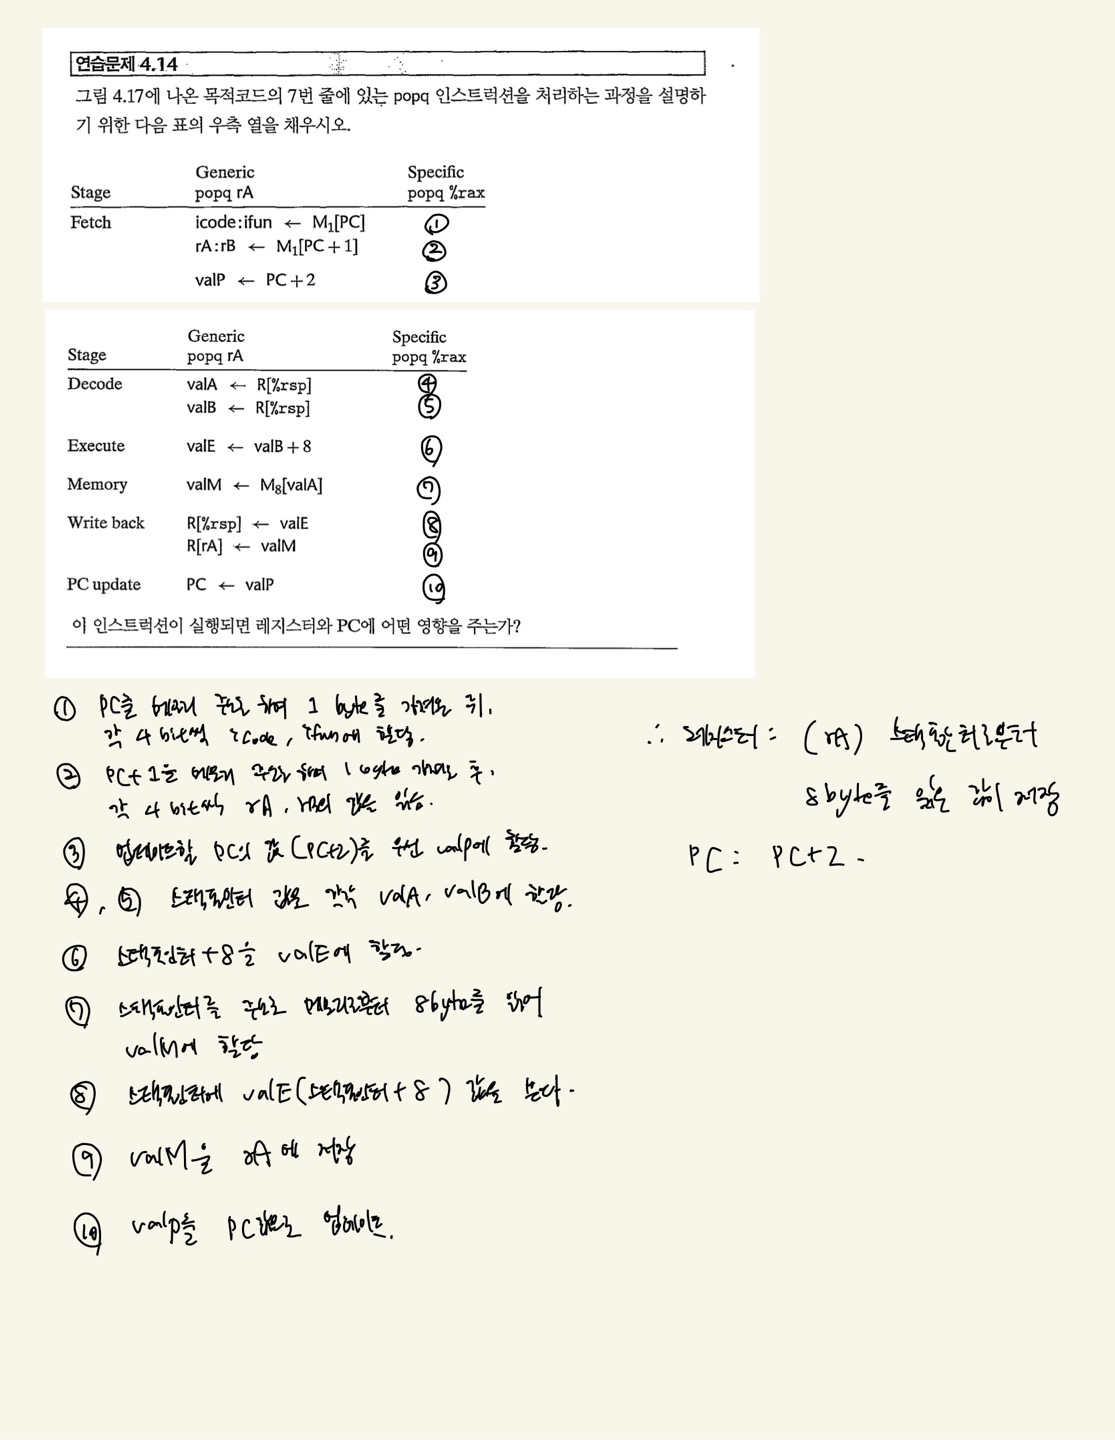 연습문제 4.14
그림 4.17에 나온 목적코드의 7번 줄에 있는 popq 인스트럭션을 처리하는 과정을 설명하
기 위한 다음 표의 우측 열을 채우시오.
Generic Specific
Stage popq rA popq %rax
Fetch icode:ifun ← M₁[PC] ①
rA:rB ← M₁[PC+1] ②
valP ← PC+2 ③
Generic Specific
Stage popq rA popq %rax
Decode valA ← R[%rsp] ④
valB ← R[%rsp] ⑤
Execute valE ← valB+8 ⑥
Memory valM ← M₈[valA] ⑦
Write back R[%rsp] ← valE ⑧
R[rA] ← valM ⑨
PC update PC ← valP ⑩
이 인스트럭션이 실행되면 레지스터와 PC에 어떤 영향을 주는가?
① PC를 메모리 주소로 하여 1 byte를 가져온 뒤,
각 4 bit씩 icode, ifun에 할당.
② PC+1을 메모리 주소로 하여 1 byte 가져온 후,
각 4 bit씩 rA, rB의 값을 읽음.
③ 업데이트할 PC의 값(PC+2)를 우선 valP에 할당.
④, ⑤ 스택포인터 값을 각각 valA, valB에 할당.
⑥ 스택포인터+8을 valE에 할당.
⑦ 스택포인터를 주소로 메모리로부터 8byte를 읽어
valM에 할당
⑧ 스택포인터에 valE(스택포인터+8) 값을 쓴다.
⑨ valM을 rA에 저장
⑩ valP를 PC값으로 업데이트.
∴ 레지스터: (rA) 스택포인터로부터
8byte를 읽은 값이 저장
PC: PC+2.